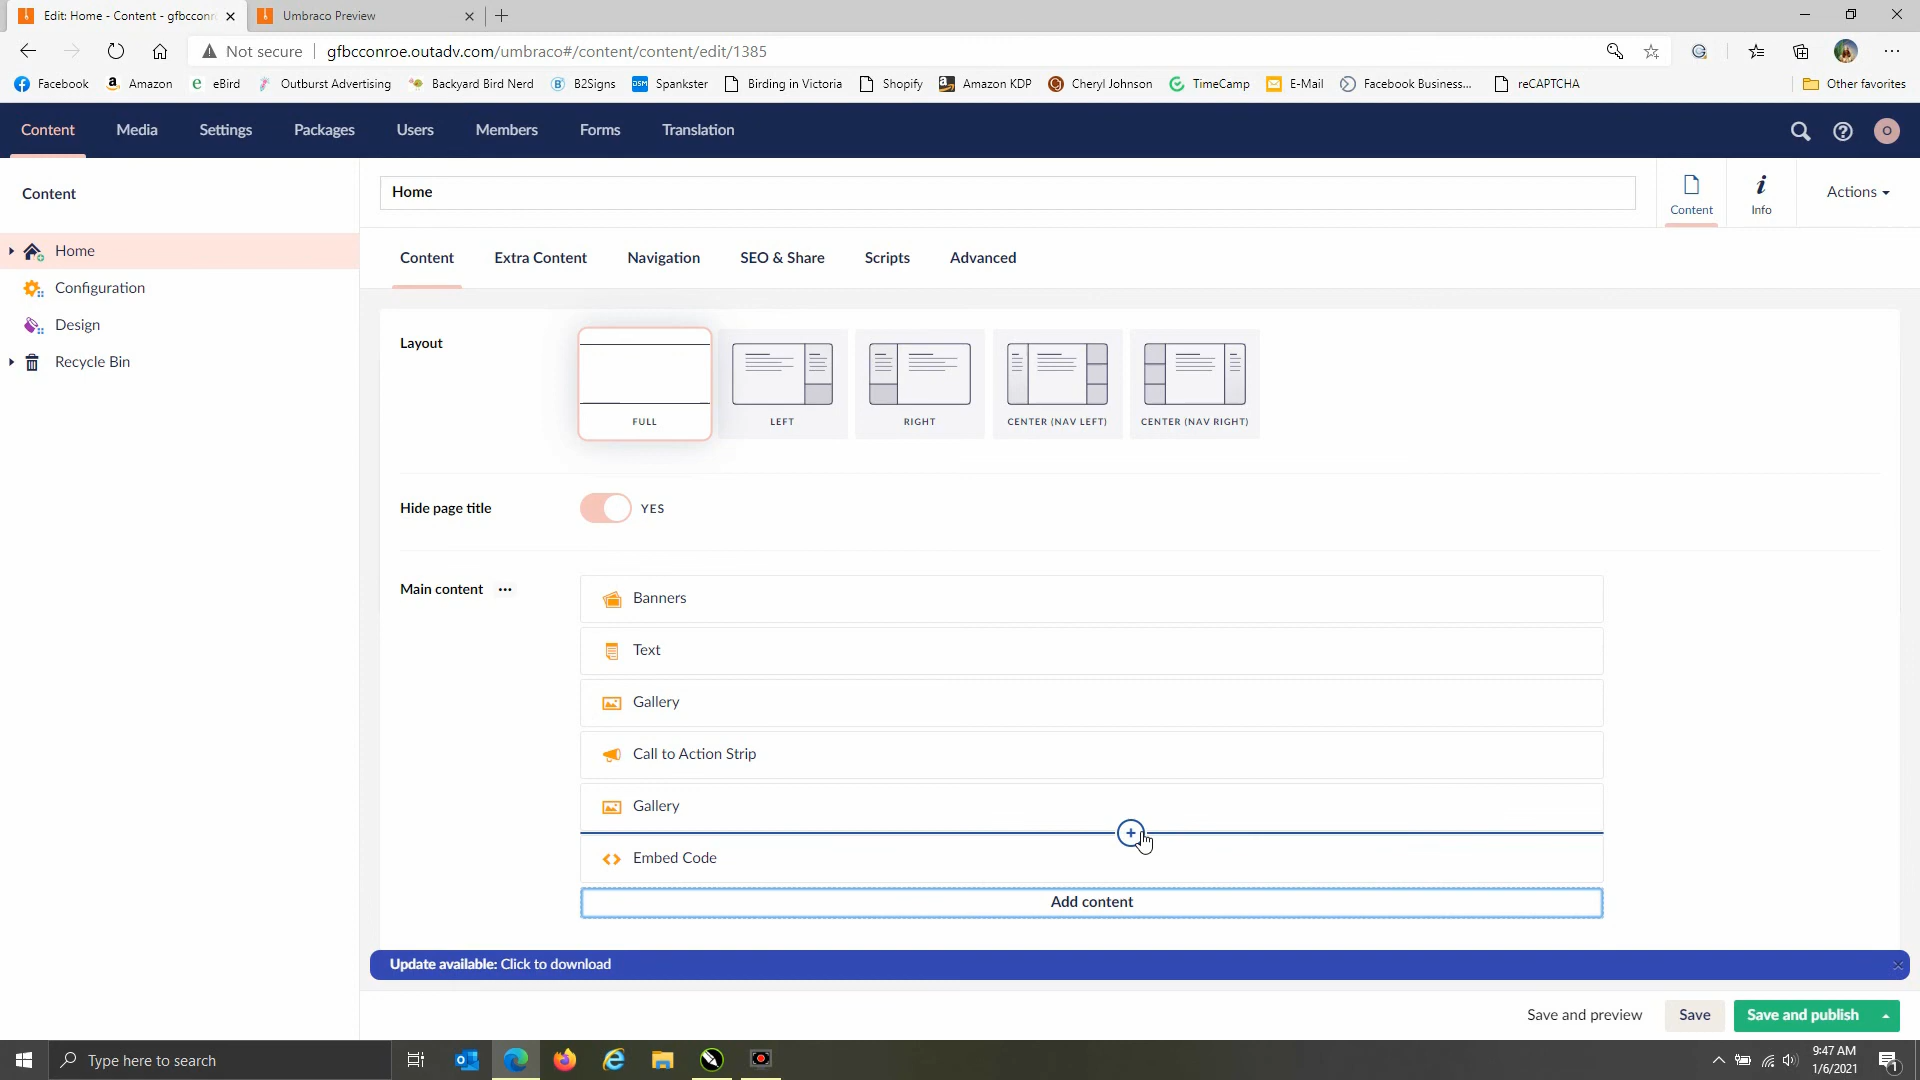 Edit: Home - Content - gfbcconr
Umbraco Preview
Not secure
gfbcconroe.outadv.com/umbraco#/content/content/edit/1385
Facebook
Amazon
eBird
Outburst Advertising
Backyard Bird Nerd
B2Signs
Spankster
Birding in Victoria
Shopify
Amazon KDP
Cheryl Johnson
TimeCamp
E-Mail
Facebook Business...
reCAPTCHA
Other favorites
Content
Media
Settings
Packages
Users
Members
Forms
Translation
O
Content
Home
Configuration
Design
Recycle Bin
Home
Content
Info
Actions
Content
Extra Content
Navigation
SEO & Share
Scripts
Advanced
Layout
FULL
LEFT
RIGHT
CENTER (NAV LEFT)
CENTER (NAV RIGHT)
Hide page title
YES
Main content
Banners
Text
Gallery
Call to Action Strip
Gallery
Embed Code
Add content
Update available: Click to download
Save and preview
Save
Save and publish
Type here to search
9:47 AM
1/6/2021
1